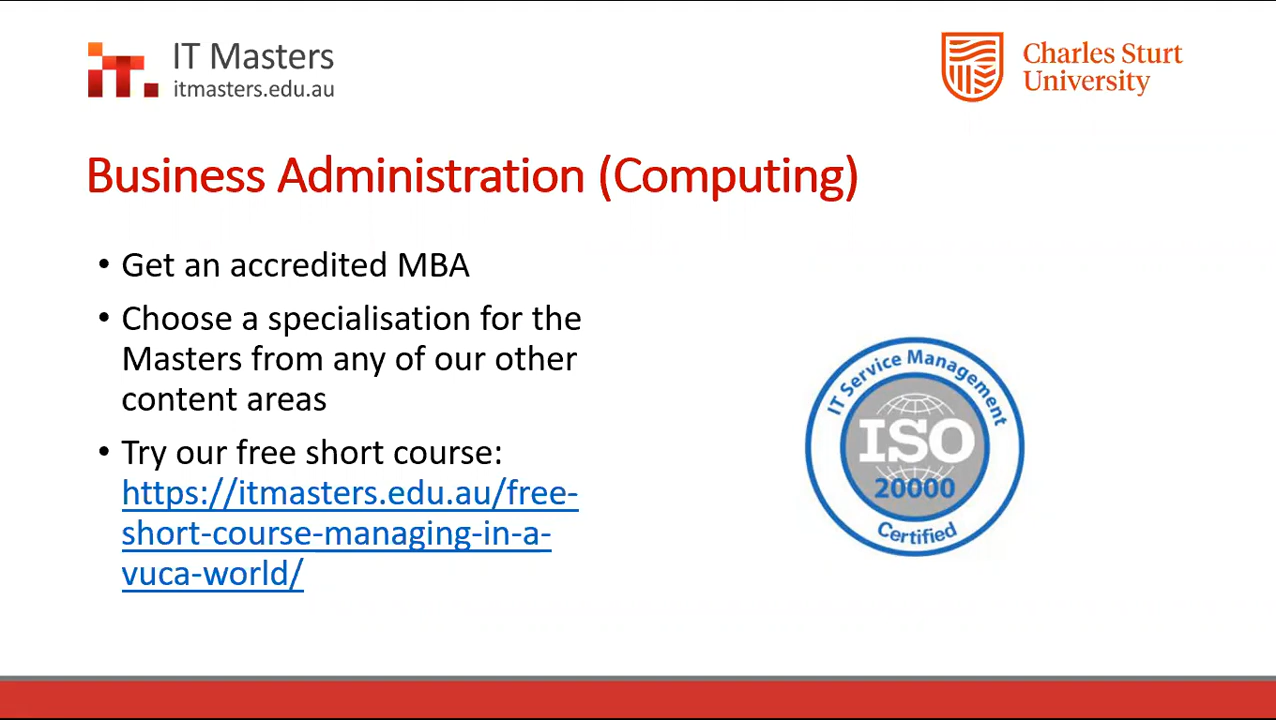 IT Masters
itmasters.edu.au
Charles Sturt
University
Business Administration (Computing)
• Get an accredited MBA
• Choose a specialisation for the
Masters from any of our other
content areas
• Try our free short course:
https://itmasters.edu.au/free-
short-course-managing-in-a-
vuca-world/
IT Service Management
ISO
20000
Certified